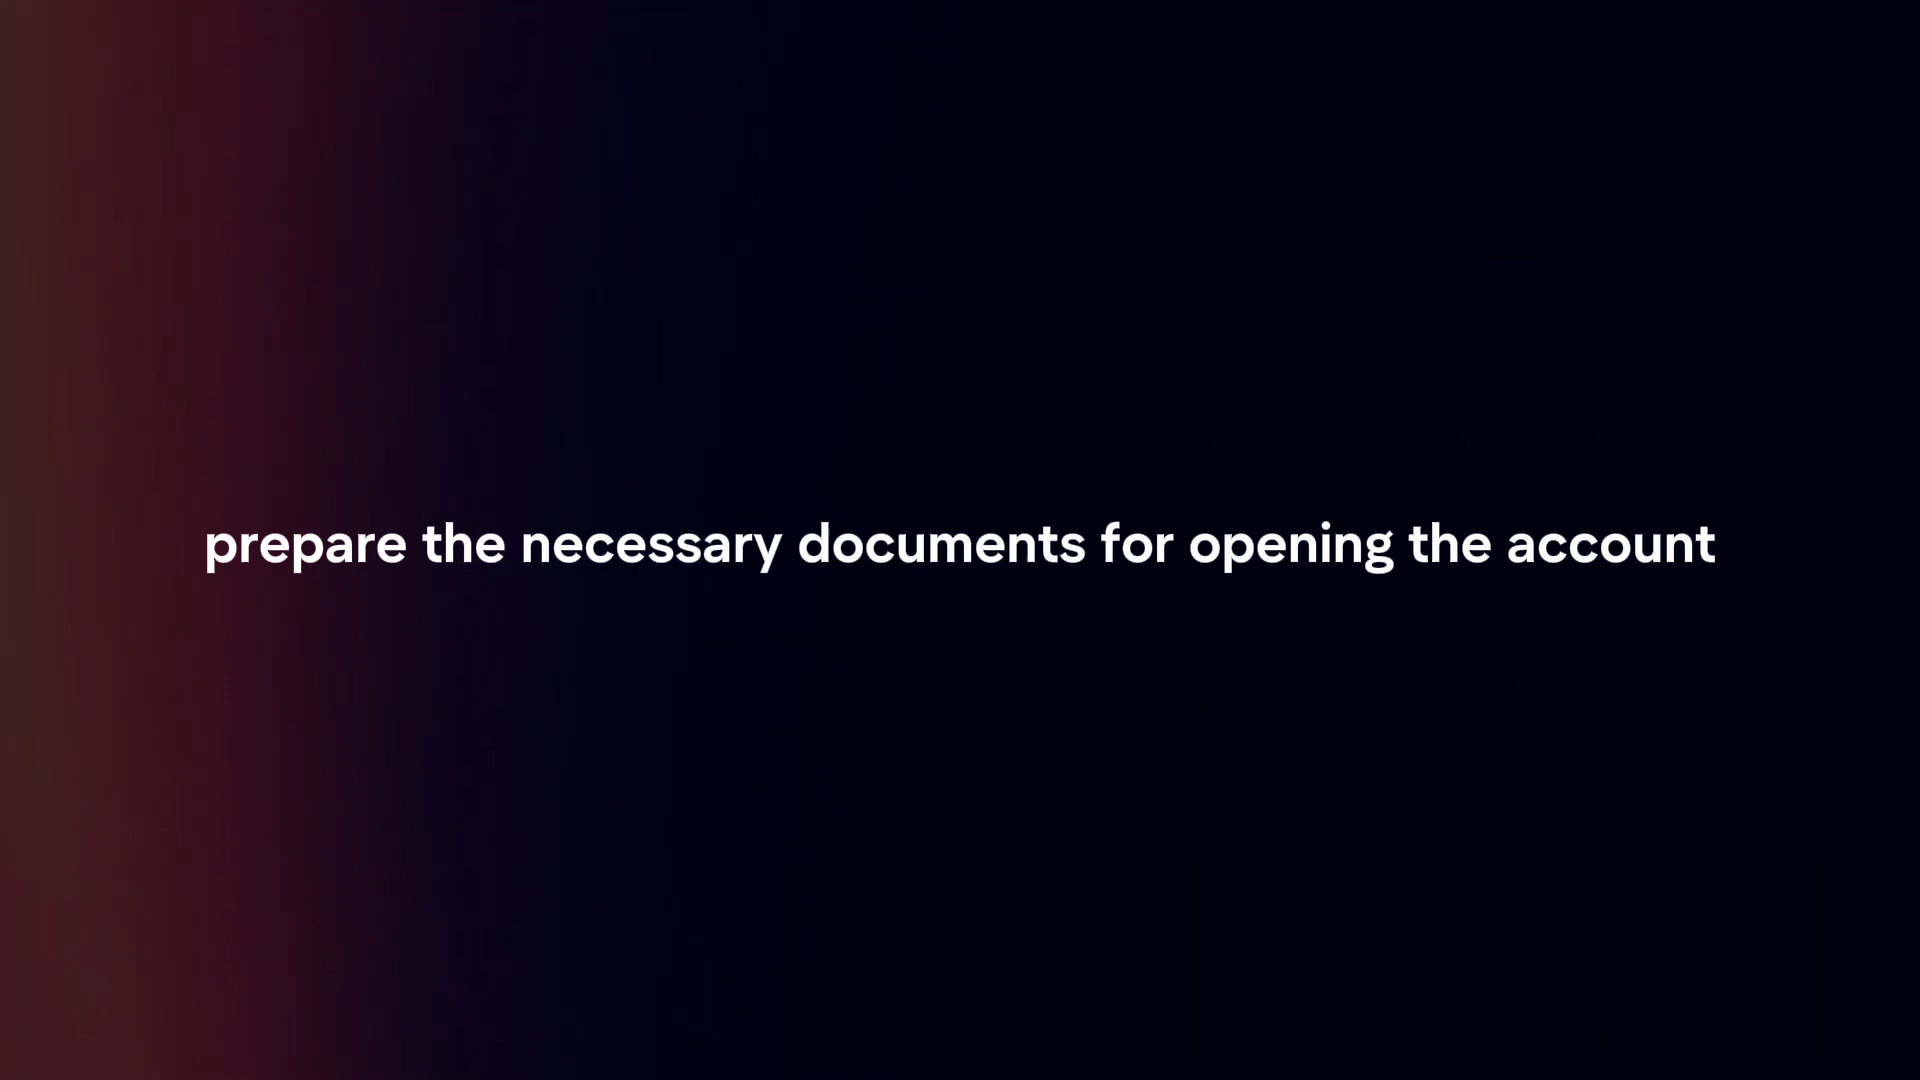 prepare the necessary documents for opening the account